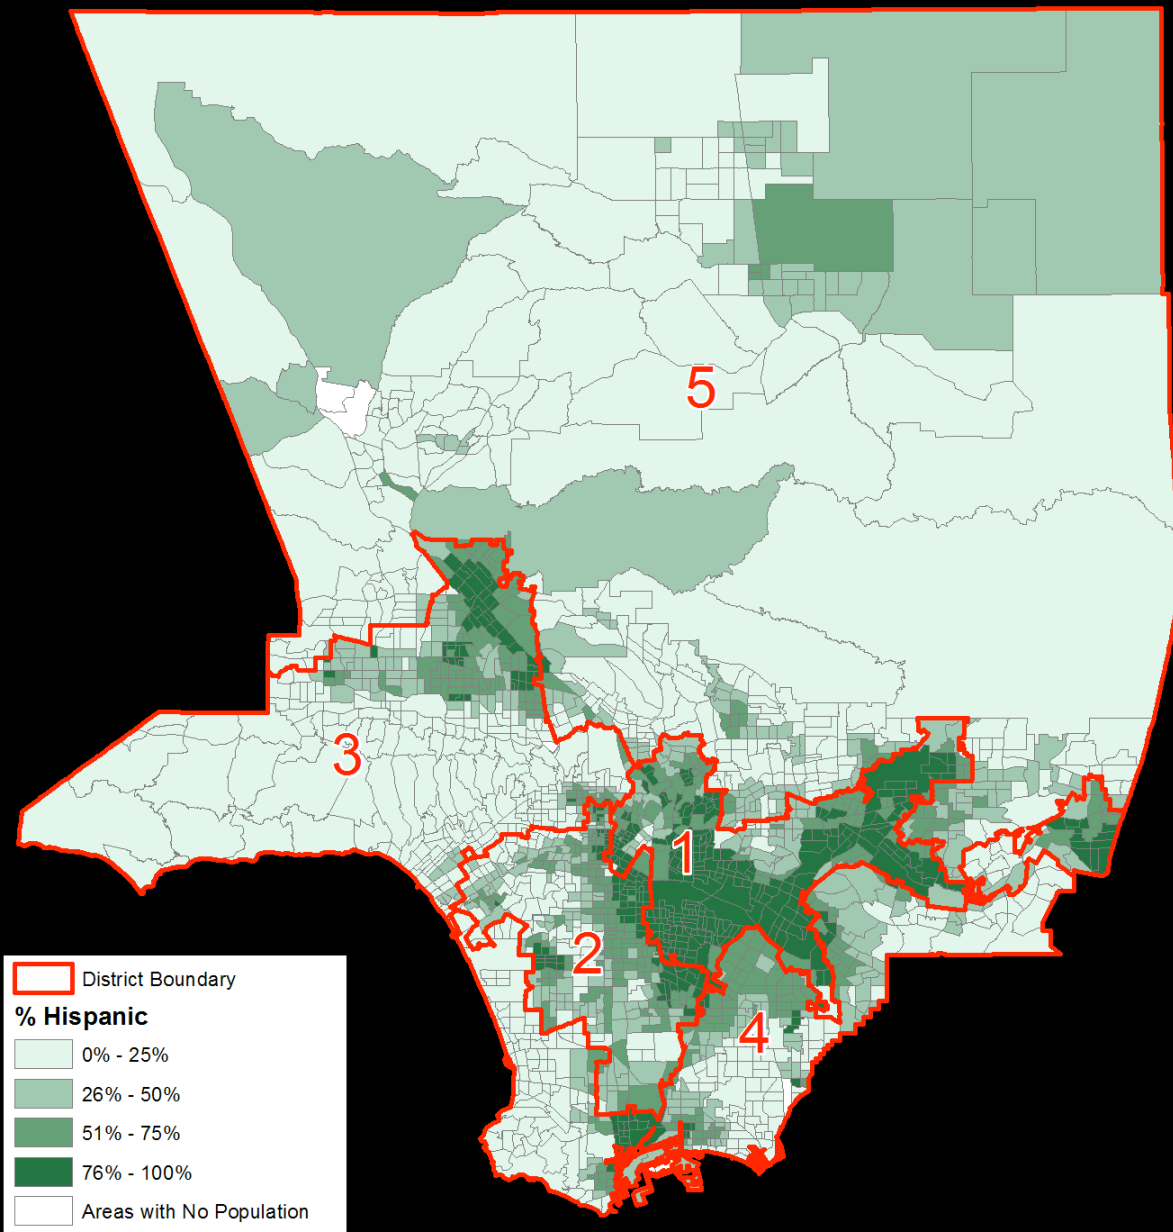 5
3
1
2
4
District Boundary
% Hispanic
0% - 25%
26% - 50%
51% - 75%
76% - 100%
Areas with No Population